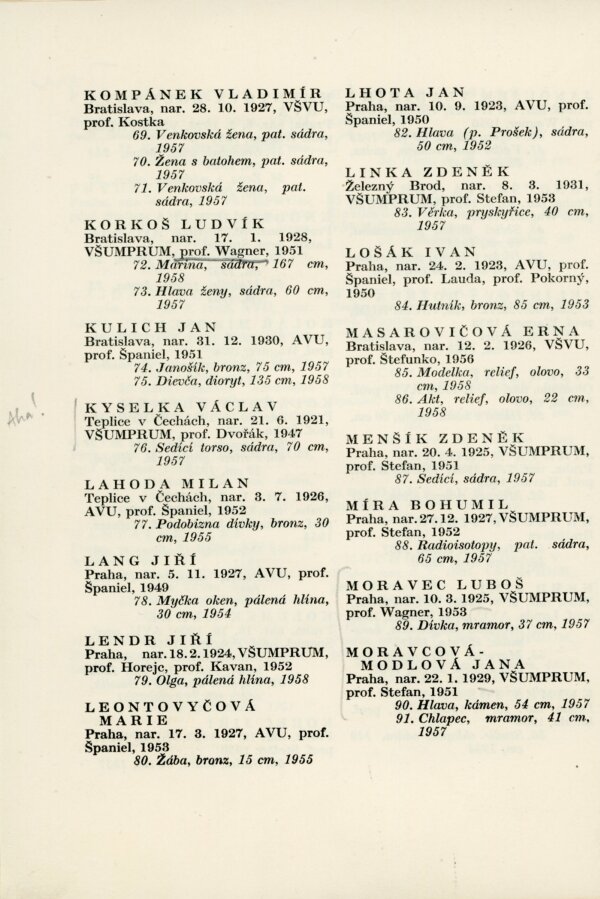 KOMPÁNEK VLADIMÍR
Bratislava, nar. 28. 10. 1927, VŠVU,
prof. Kostka
69. Venkovská žena, pat. sádra,
1957
70. Žena s batohem, pat. sádra,
1957
71. Venkovská žena, pat.
sádra, 1957
KORKOŠ LUDVÍK
Bratislava, nar. 17. 1. 1928,
VŠUMPRUM, prof. Wagner, 1951
72. Marína, sádra, 167 cm,
1958
73. Hlava ženy, sádra, 60 cm,
1957
KULICH JAN
Bratislava, nar. 31. 12. 1930, AVU,
prof. Španiel, 1951
74. Janošík, bronz, 75 cm, 1957
75. Dievča, dioryt, 135 cm, 1958
Aha!
KYSELKA VÁCLAV
Teplice v Čechách, nar. 21. 6. 1921,
VŠUMPRUM, prof. Dvořák, 1947
76. Sedící torso, sádra, 70 cm,
1957
LAHODA MILAN
Teplice v Čechách, nar. 3. 7. 1926,
AVU, prof. Španiel, 1952
77. Podobizna dívky, bronz, 30
cm, 1955
LANG JIŘÍ
Praha, nar. 5. 11. 1927, AVU, prof.
Španiel, 1949
78. Myčka oken, pálená hlína,
30 cm, 1954
LENDR JIŘÍ
Praha, nar. 18. 2. 1924, VŠUMPRUM,
prof. Horejc, prof. Kavan, 1952
79. Olga, pálená hlína, 1958
LEONTOVYČOVÁ
MARIE
Praha, nar. 17. 3. 1927, AVU, prof.
Španiel, 1953
80. Žába, bronz, 15 cm, 1955
LHOTA JAN
Praha, nar. 10. 9. 1923, AVU, prof.
Španiel, 1950
82. Hlava (p. Prošek), sádra,
50 cm, 1952
LINKA ZDENĚK
Železný Brod, nar. 8. 3. 1931,
VŠUMPRUM, prof. Stefan, 1953
83. Věrka, pryskyřice, 40 cm,
1957
LOŠÁK IVAN
Praha, nar. 24. 2. 1923, AVU, prof.
Španiel, prof. Lauda, prof. Pokorný,
1950
84. Hutník, bronz, 85 cm, 1953
MASAROVIČOVÁ ERNA
Bratislava, nar. 12. 2. 1926, VŠVU,
prof. Štefunko, 1956
85. Modelka, relief, olovo, 33
cm, 1958
86. Akt, relief, olovo, 22 cm,
1958
MENŠÍK ZDENĚK
Praha, nar. 20. 4. 1925, VŠUMPRUM,
prof. Stefan, 1951
87. Sedící, sádra, 1957
MÍRA BOHUMIL
Praha, nar. 27. 12. 1927, VŠUMPRUM,
prof. Stefan, 1952
88. Radioisotopy, pat. sádra,
65 cm, 1957
MORAVEC LUBOŠ
Praha, nar. 10. 3. 1925, VŠUMPRUM,
prof. Wagner, 1953
89. Dívka, mramor, 37 cm, 1957
MORAVCOVÁ-
MODLOVÁ JANA
Praha, nar. 22. 1. 1929, VŠUMPRUM,
prof. Stefan, 1951
90. Hlava, kámen, 54 cm, 1957
91. Chlapec, mramor, 41 cm,
1957